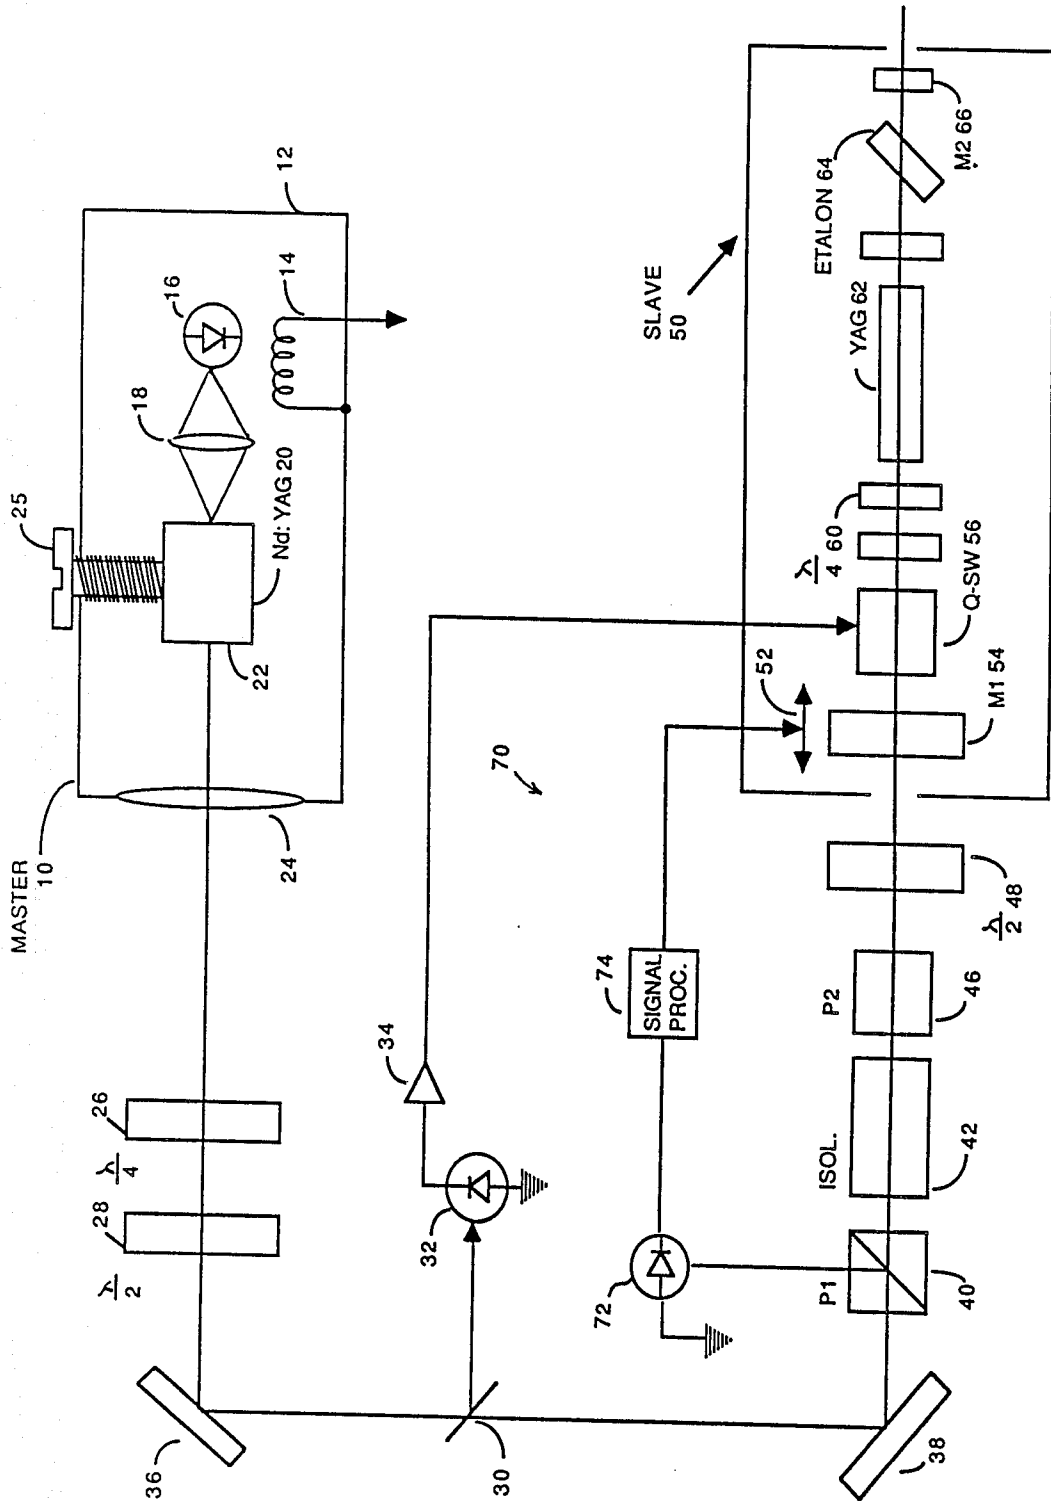 MASTER
10
12
14
16
18
Nd: YAG 20
22
24
25
λ
4
26
λ
2
28
36
30
32
34
38
P1
40
ISOL.
42
P2
46
λ
2 48
70
72
SIGNAL
PROC.
74
SLAVE
50
52
M1 54
Q-SW 56
λ
4 60
YAG 62
ETALON 64
M2 66